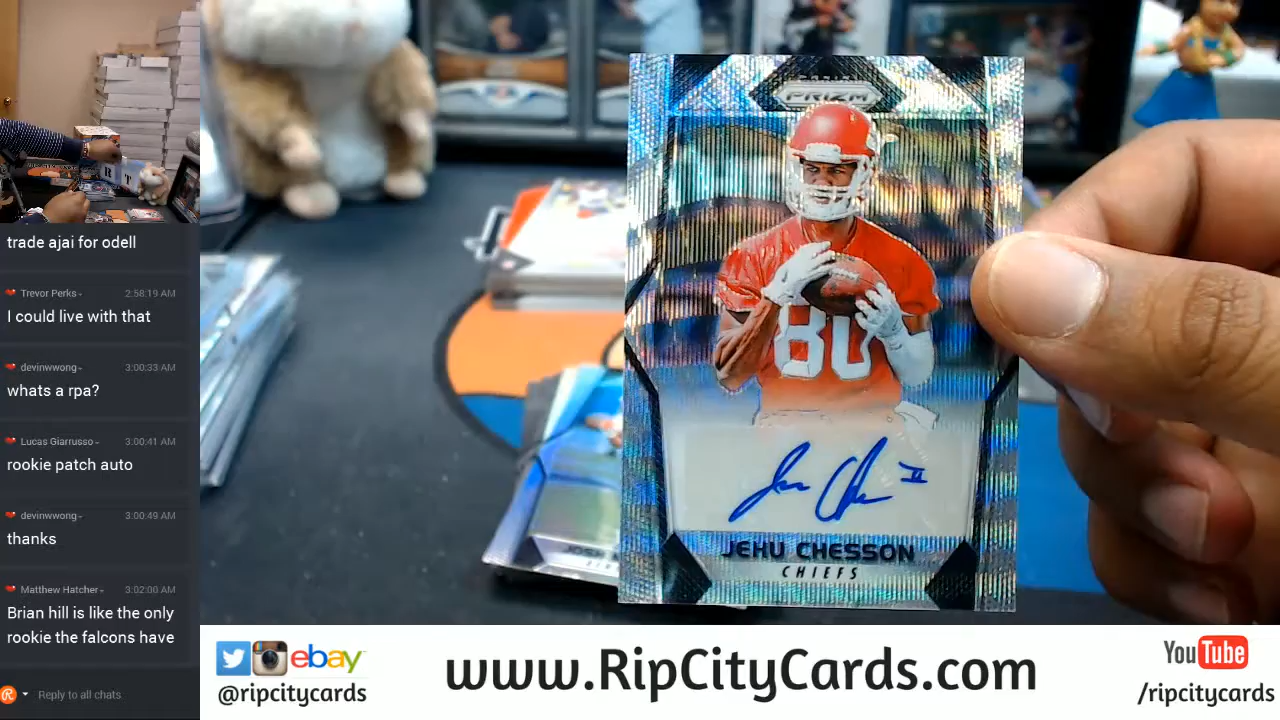 trade ajai for odell
Trevor Perks
2:58:19 AM
I could live with that
devinwwong
3:00:33 AM
whats a rpa?
Lucas Giarrusso
3:00:41 AM
rookie patch auto
devinwwong
3:00:49 AM
thanks
Matthew Hatcher
3:02:00 AM
Brian hill is like the only
rookie the falcons have
Reply to all chats
PRIZM
80
II
JEHU CHESSON
CHIEFS
ebay
@ripcitycards
www.RipCityCards.com
YouTube
/ripcitycards